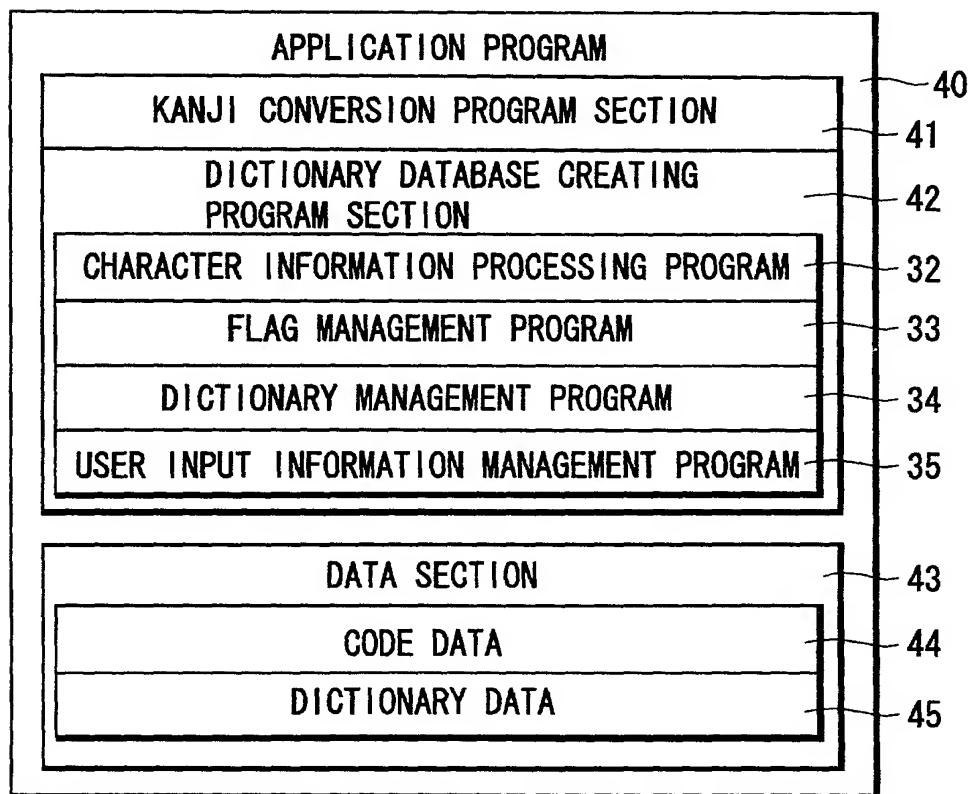 APPLICATION PROGRAM
40
KANJI CONVERSION PROGRAM SECTION
41
DICTIONARY DATABASE CREATING
PROGRAM SECTION
42
CHARACTER INFORMATION PROCESSING PROGRAM
32
FLAG MANAGEMENT PROGRAM
33
DICTIONARY MANAGEMENT PROGRAM
34
USER INPUT INFORMATION MANAGEMENT PROGRAM
35
DATA SECTION
43
CODE DATA
44
DICTIONARY DATA
45